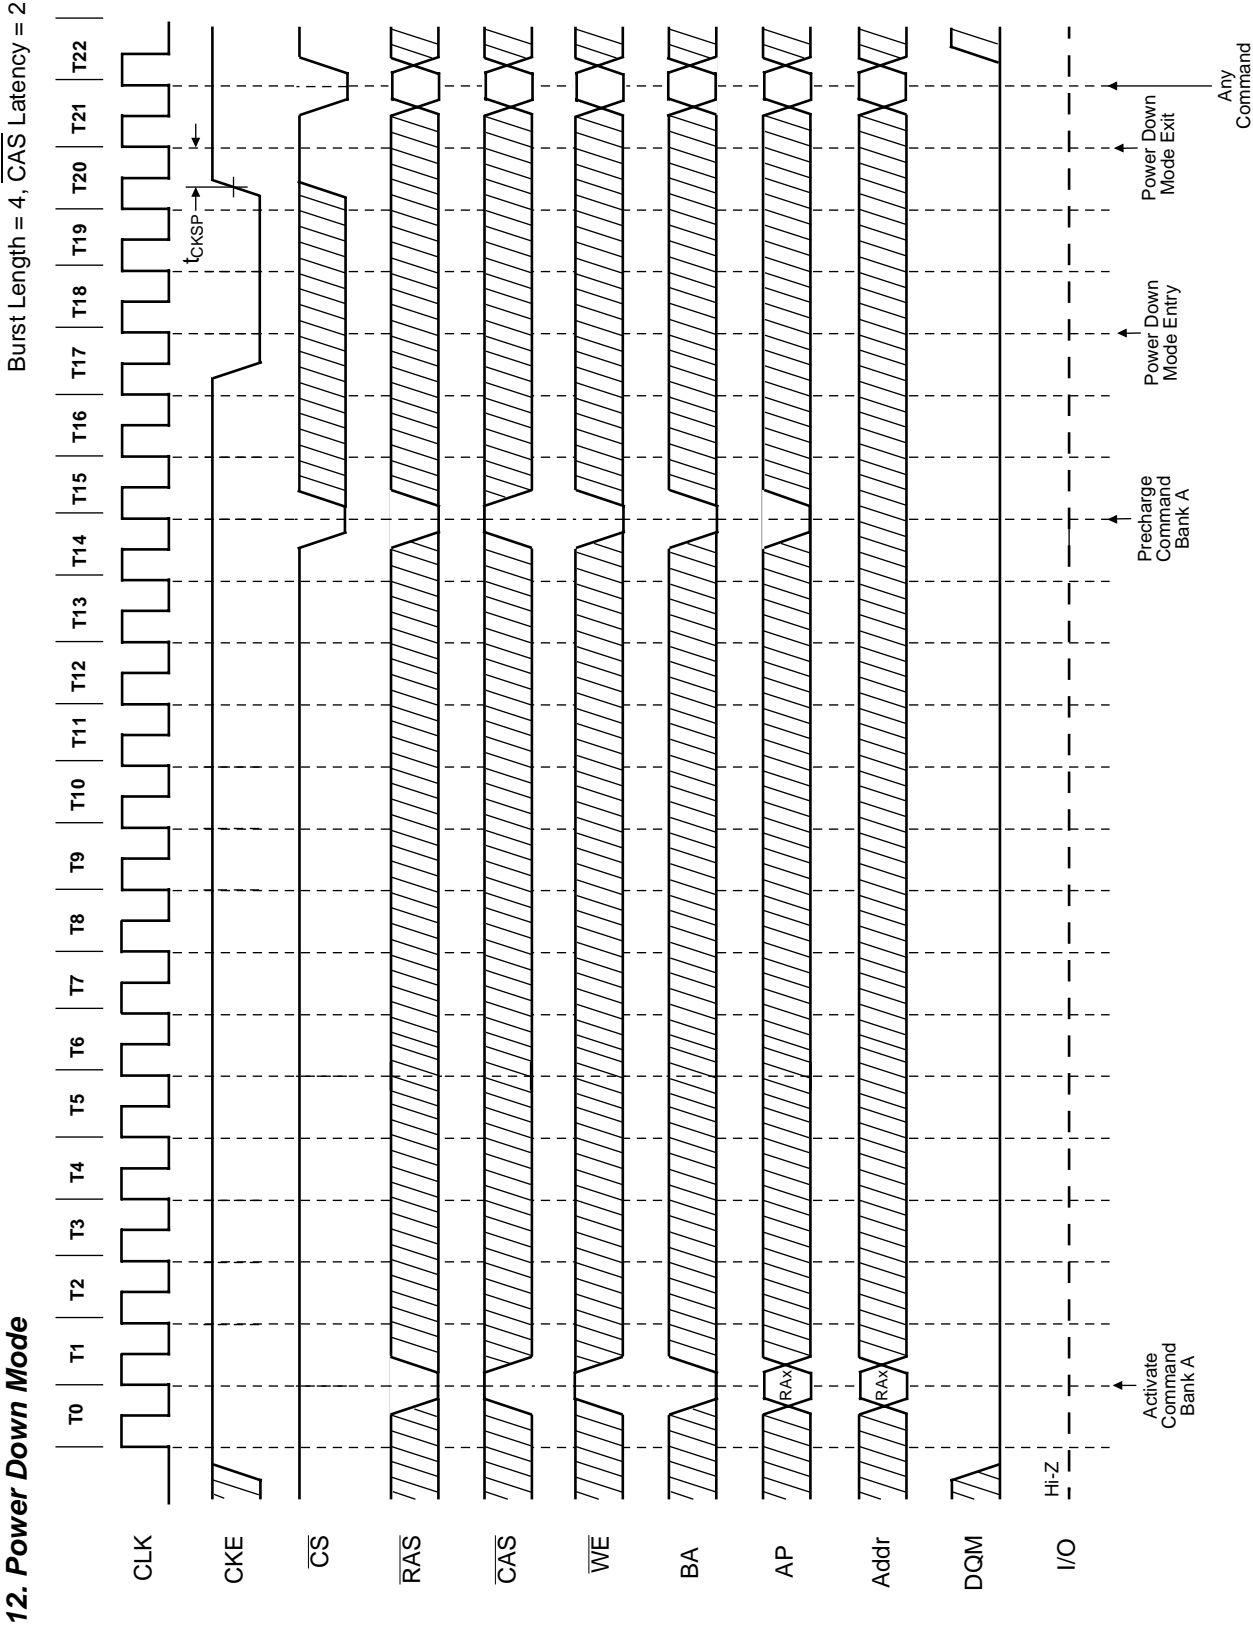 12. Power Down Mode
Burst Length = 4, CAS Latency = 2
T0 T1 T2 T3 T4 T5 T6 T7 T8 T9 T10 T11 T12 T13 T14 T15 T16 T17 T18 T19 T20 T21 T22
CLK
tCKSP
CKE
CS
RAS
CAS
WE
BA
AP
RAx
Addr
RAx
DQM
I/O
Hi-Z
Activate
Command
Bank A
Precharge
Command
Bank A
Power Down
Mode Entry
Power Down
Mode Exit
Any
Command